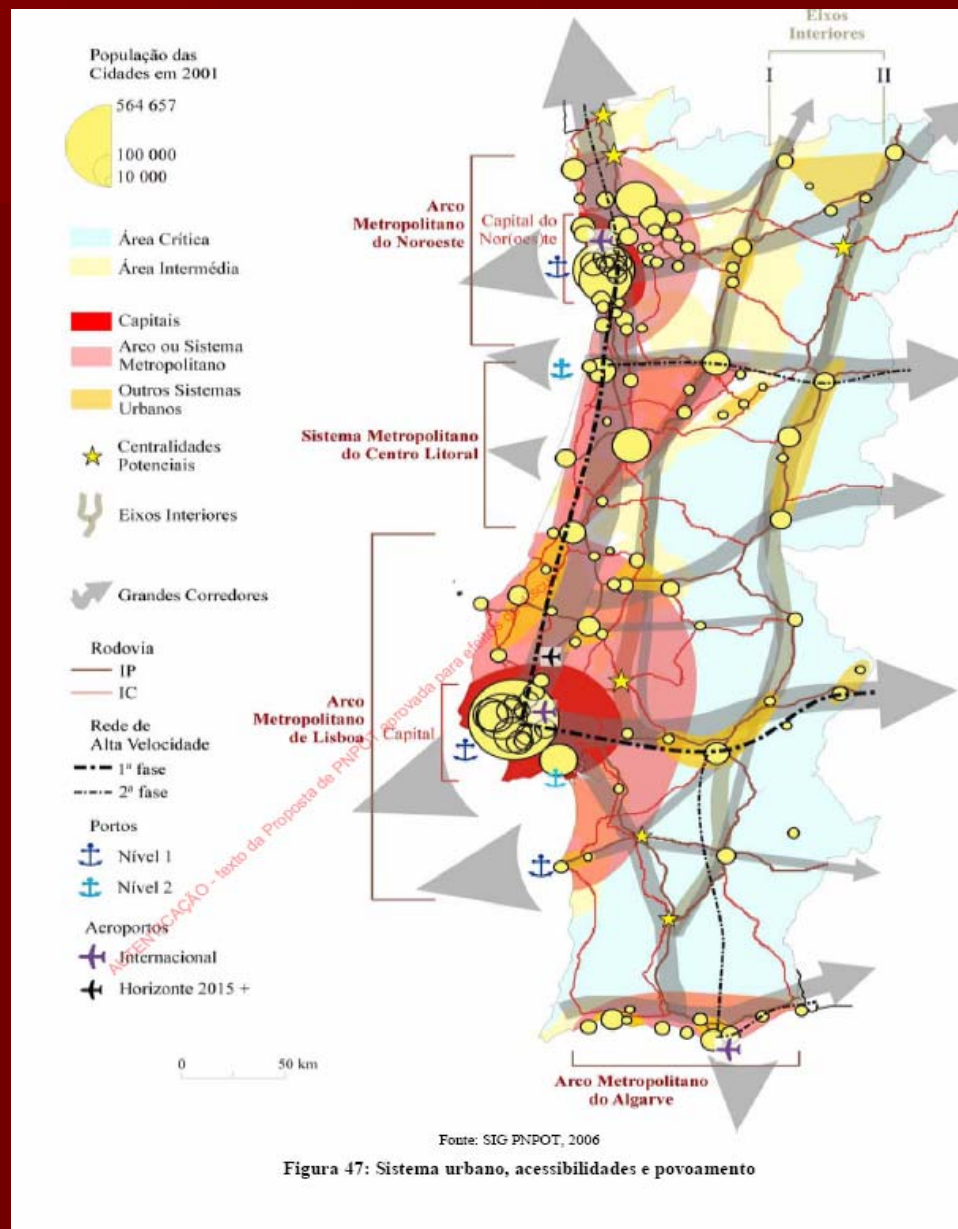 População das
Cidades em 2001
564 657
100 000
10 000
Área Crítica
Área Intermédia
Capitais
Arco ou Sistema
Metropolitano
Outros Sistemas
Urbanos
Centralidades
Potenciais
Eixos Interiores
Grandes Corredores
Rodovia
IP
IC
Rede de
Alta Velocidade
1ª fase
2ª fase
Portos
Nível 1
Nível 2
Aeroportos
Internacional
Horizonte 2015 +
0 50 km
Eixos
Interiores
I II
Arco
Metropolitano
do Noroeste
Capital do
Nor(oes)te
Sistema Metropolitano
do Centro Litoral
Arco
Metropolitano
de Lisboa
Capital
Arco Metropolitano
do Algarve
AUTENTICAÇÃO - texto da Proposta de PNPOT aprovada para efeitos de
Fonte: SIG PNPOT, 2006
Figura 47: Sistema urbano, acessibilidades e povoamento